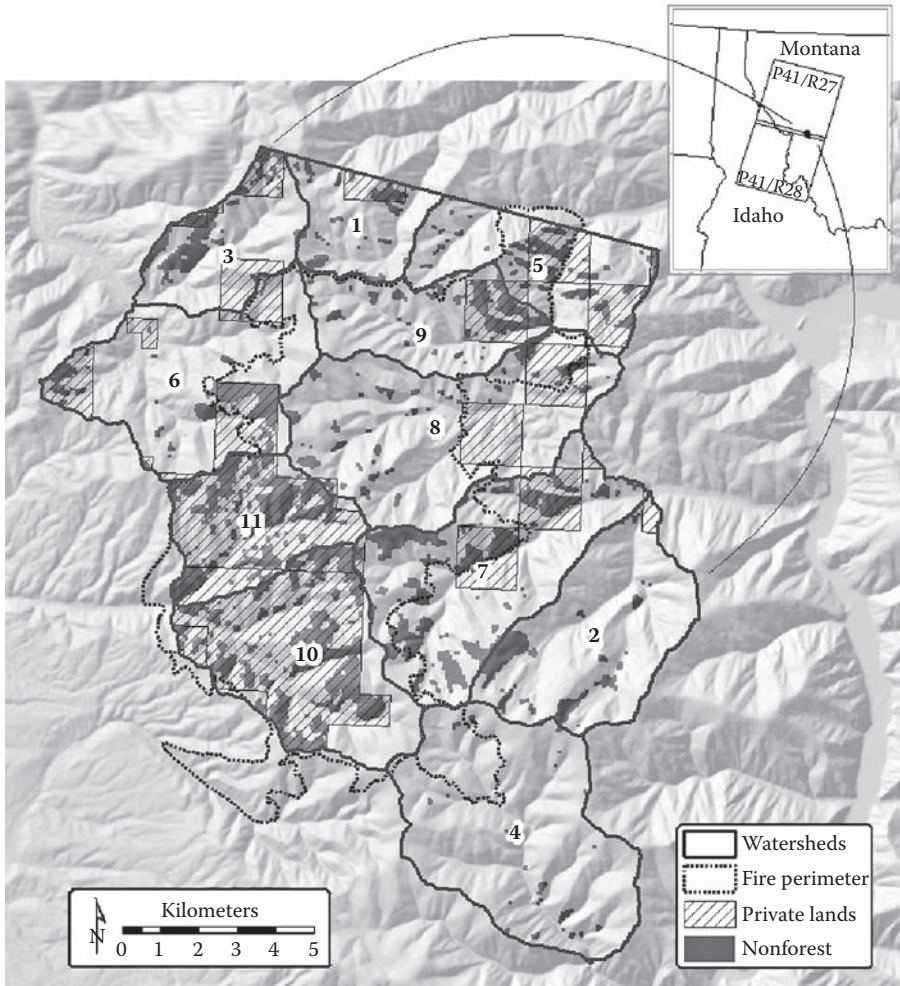 Montana
P41/R27
P41/R28
Idaho
1
3
5
9
6
8
11
7
2
10
4
Watersheds
Fire perimeter
Private lands
Nonforest
Kilometers
N
0 1 2 3 4 5